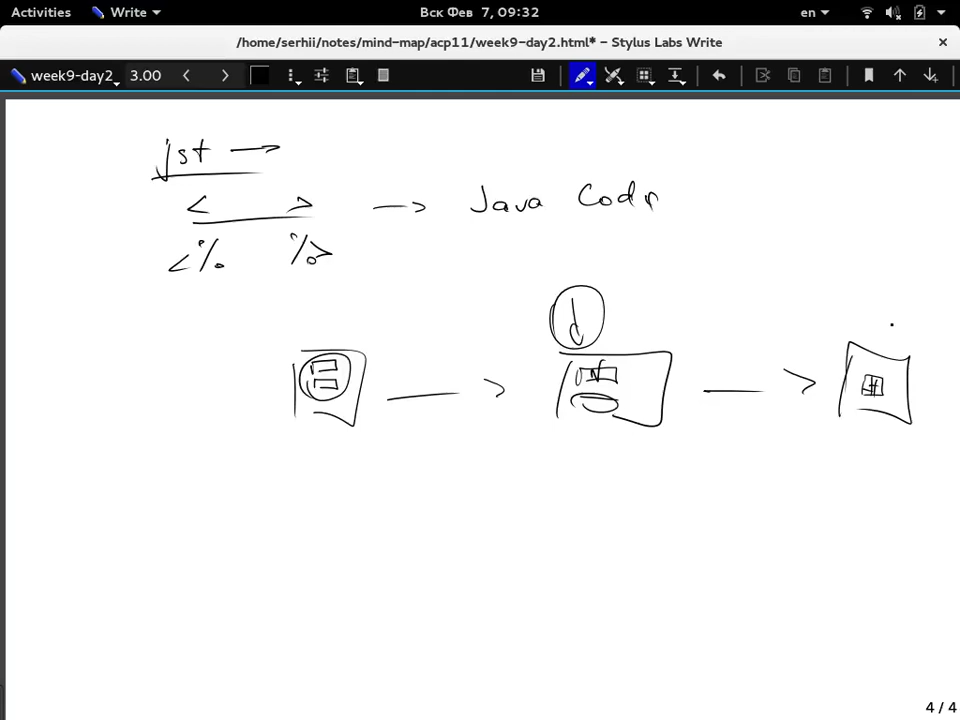 Activities Write Вск Фев 7, 09:32 en
/home/serhii/notes/mind-map/acp11/week9-day2.html* – Stylus Labs Write ×
week9-day2 3.00
jst →
< > → Java Code
<% %>
d
4 / 4